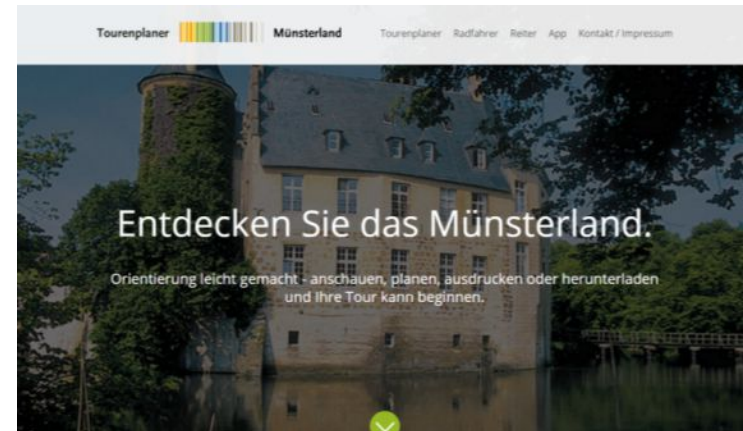 Tourenplaner Münsterland Tourenplaner Radfahrer Reiter App Kontakt / Impressum
Entdecken Sie das Münsterland.
Orientierung leicht gemacht - anschauen, planen, ausdrucken oder herunterladen
und Ihre Tour kann beginnen.